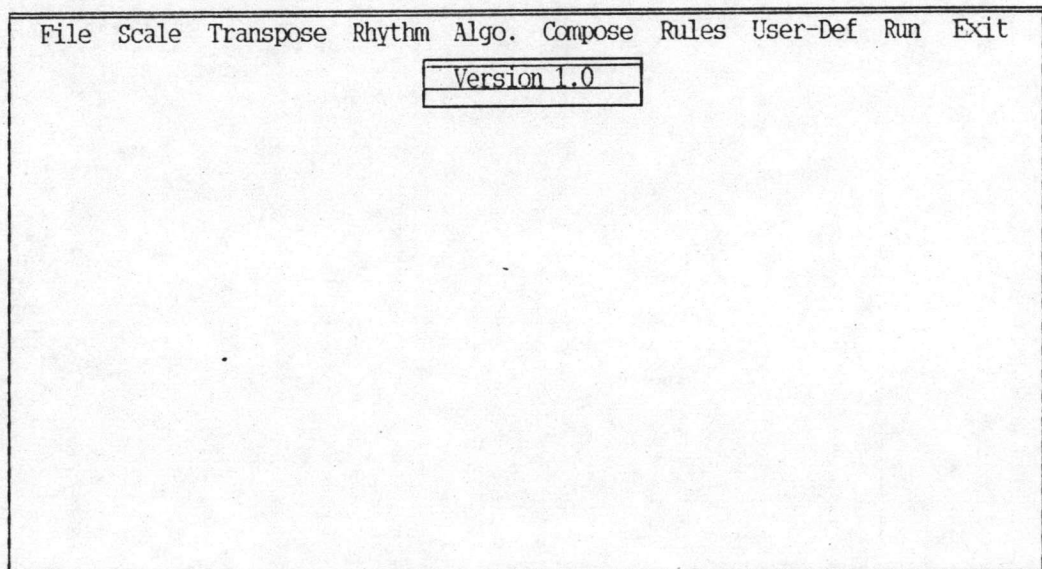 File Scale Transpose Rhythm Algo. Compose Rules User-Def Run Exit
Version 1.0